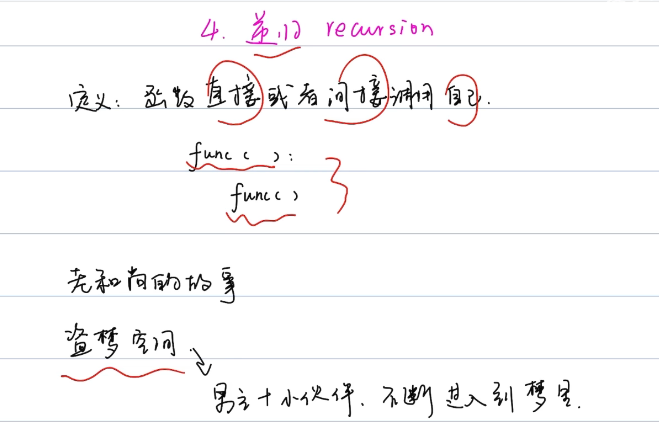 4. 递归 recursion
定义: 函数直接或者间接调用自己.
func( ):
func( )
老和尚的故事
盗梦空间
男主+小伙伴. 不断进入到梦里.